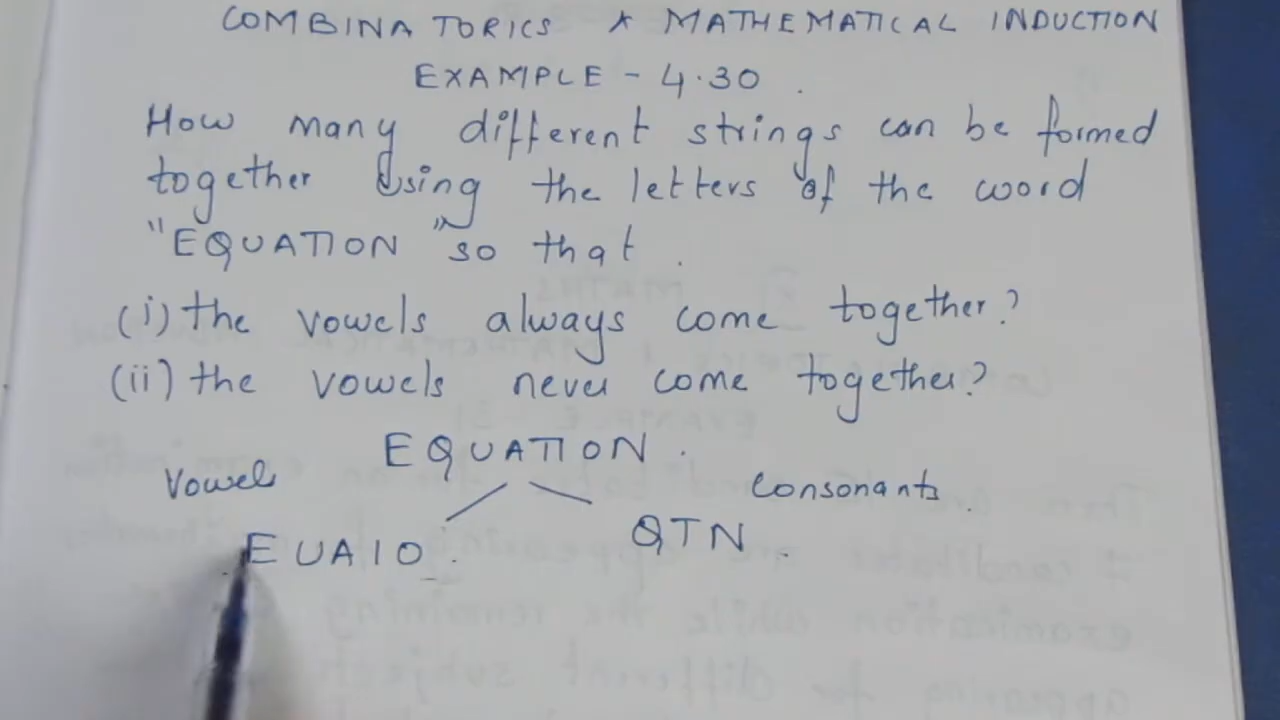 COMBINATORICS & MATHEMATICAL INDUCTION
EXAMPLE - 4.30.
How many different strings can be formed
together using the letters of the word
"EQUATION" so that.
(i) the vowels always come together?
(ii) the vowels never come together?
EQUATION.
Vowels Consonants.
EUAIO. QTN.